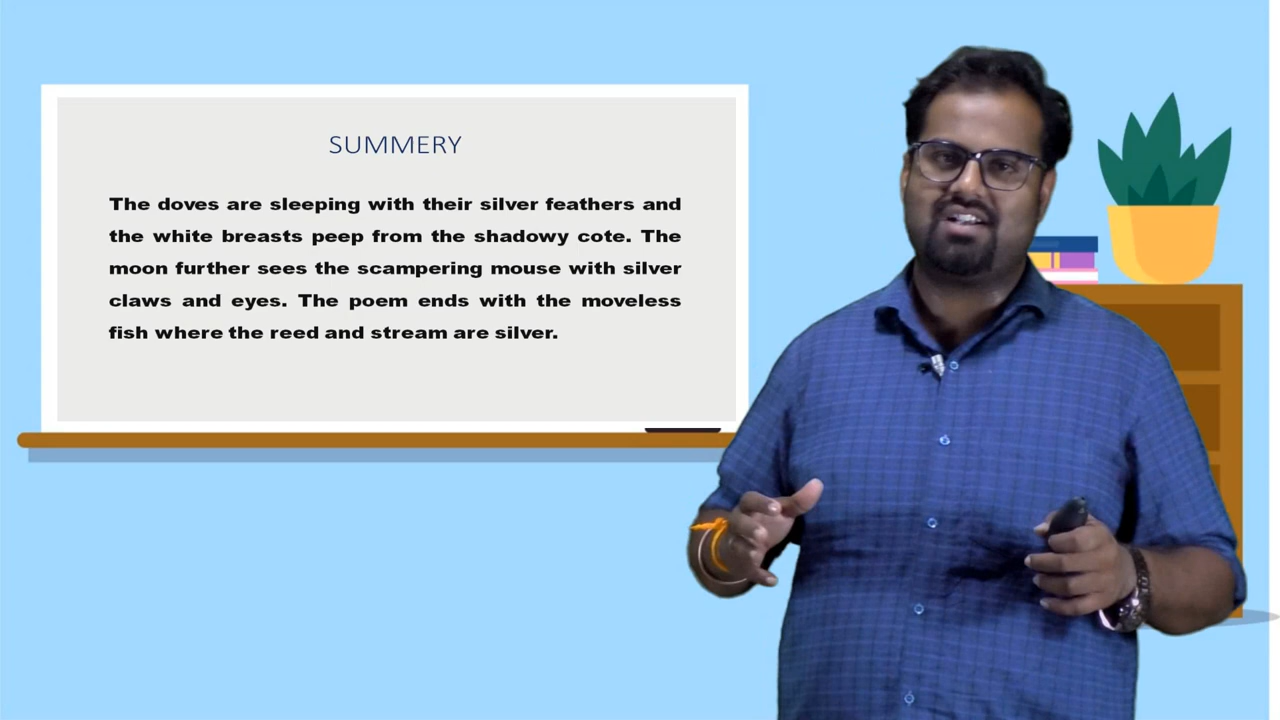 SUMMERY
The doves are sleeping with their silver feathers and
the white breasts peep from the shadowy cote. The
moon further sees the scampering mouse with silver
claws and eyes. The poem ends with the moveless
fish where the reed and stream are silver.